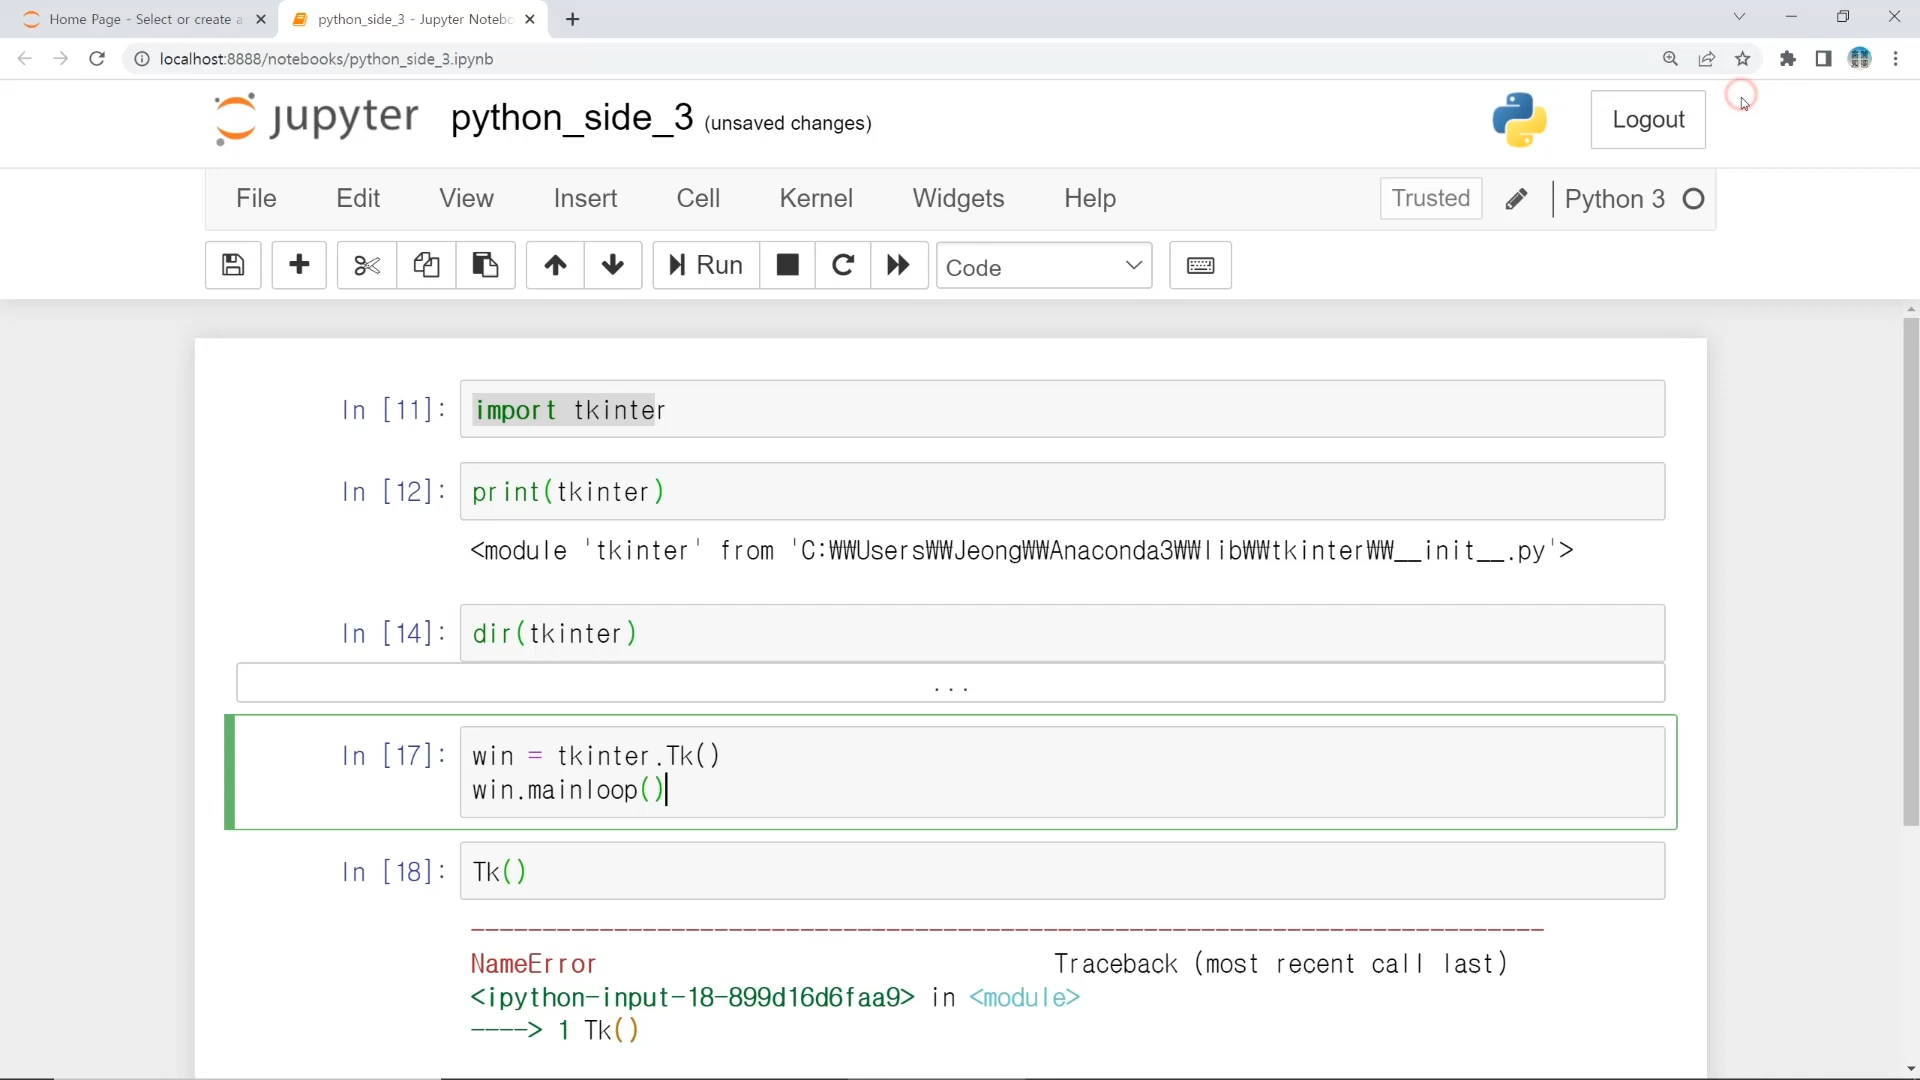 Home Page - Select or create a
python_side_3 - Jupyter Notebo
localhost:8888/notebooks/python_side_3.ipynb
jupyter python_side_3 (unsaved changes)
Logout
File Edit View Insert Cell Kernel Widgets Help Trusted Python 3
Run Code
In [11]: import tkinter
In [12]: print(tkinter)
<module 'tkinter' from 'C:₩₩Users₩₩Jeong₩₩Anaconda3₩₩lib₩₩tkinter₩₩__init__.py'>
In [14]: dir(tkinter)
...
In [17]: win = tkinter.Tk()
win.mainloop()
In [18]: Tk()
---------------------------------------------------------------------------
NameError Traceback (most recent call last)
<ipython-input-18-899d16d6faa9> in <module>
----> 1 Tk()